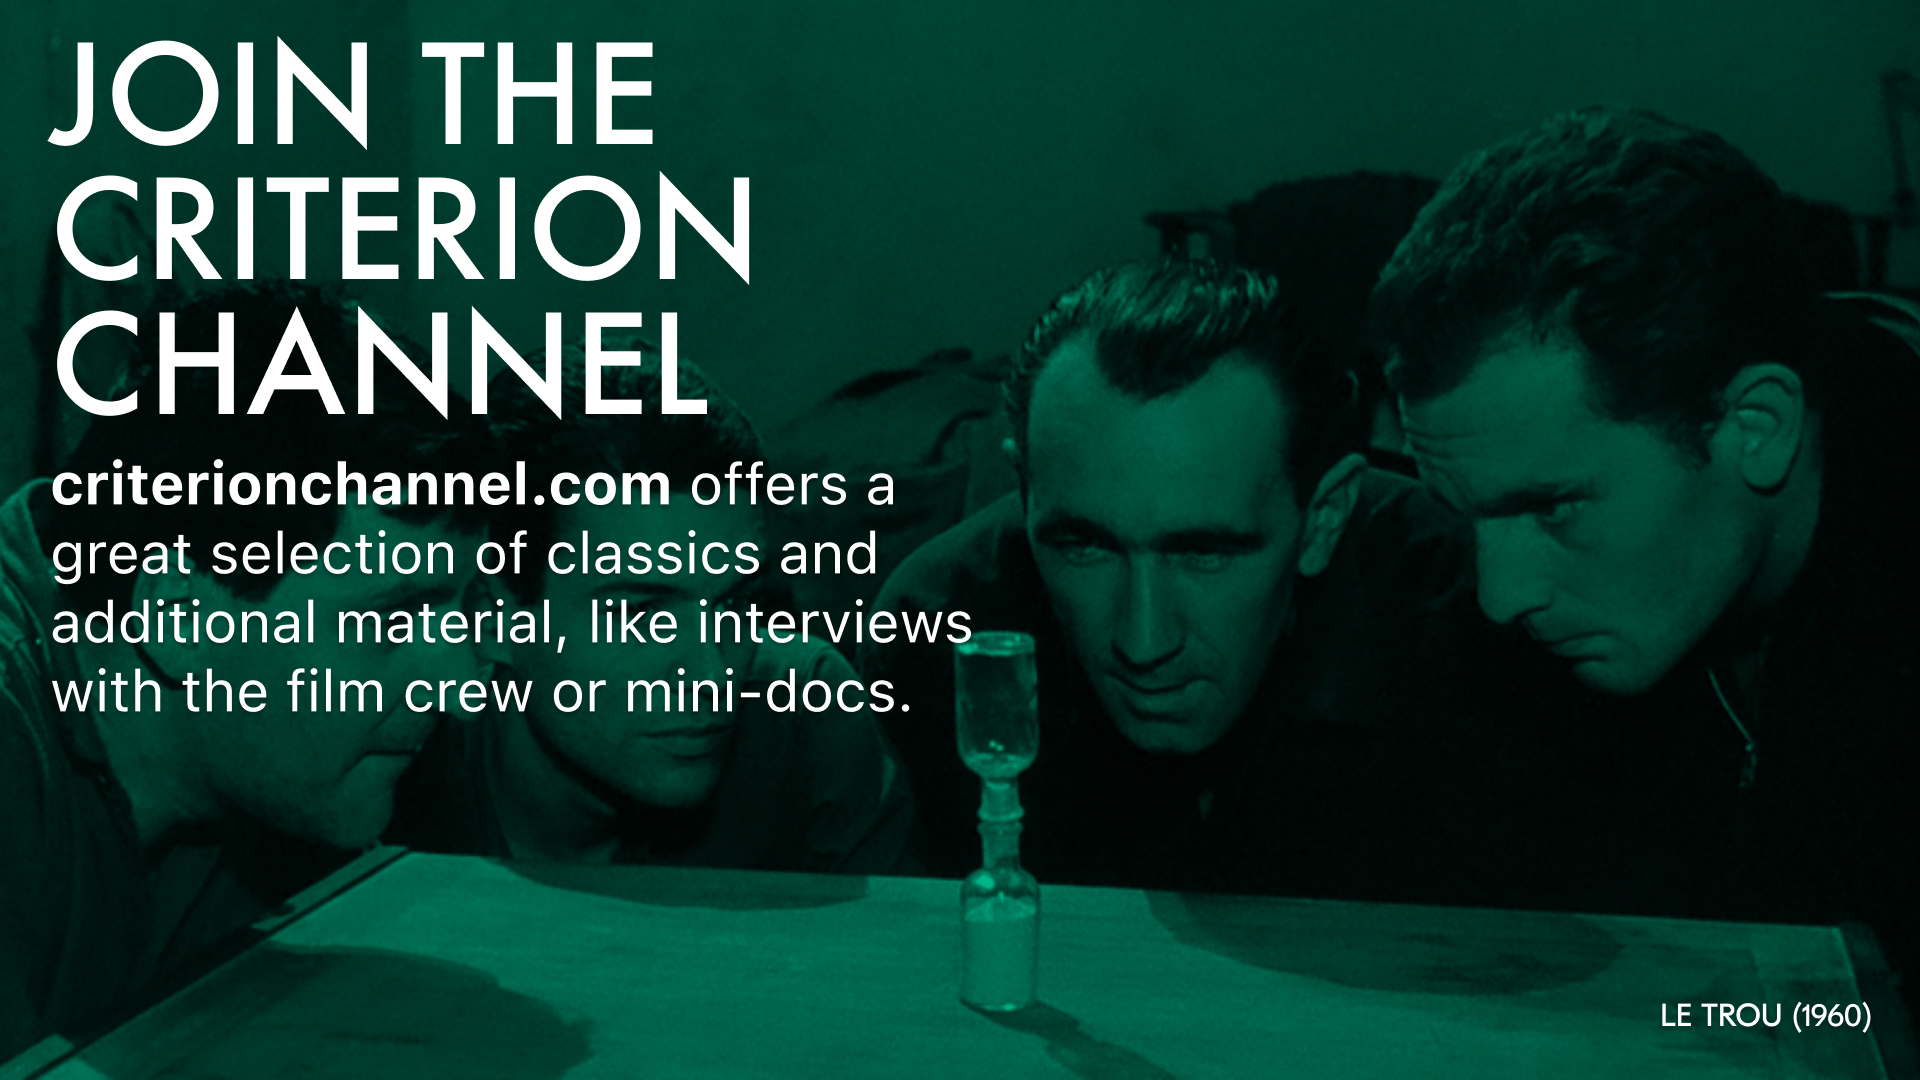 JOIN THE
CRITERION
CHANNEL
criterionchannel.com offers a
great selection of classics and
additional material, like interviews
with the film crew or mini-docs.
LE TROU (1960)